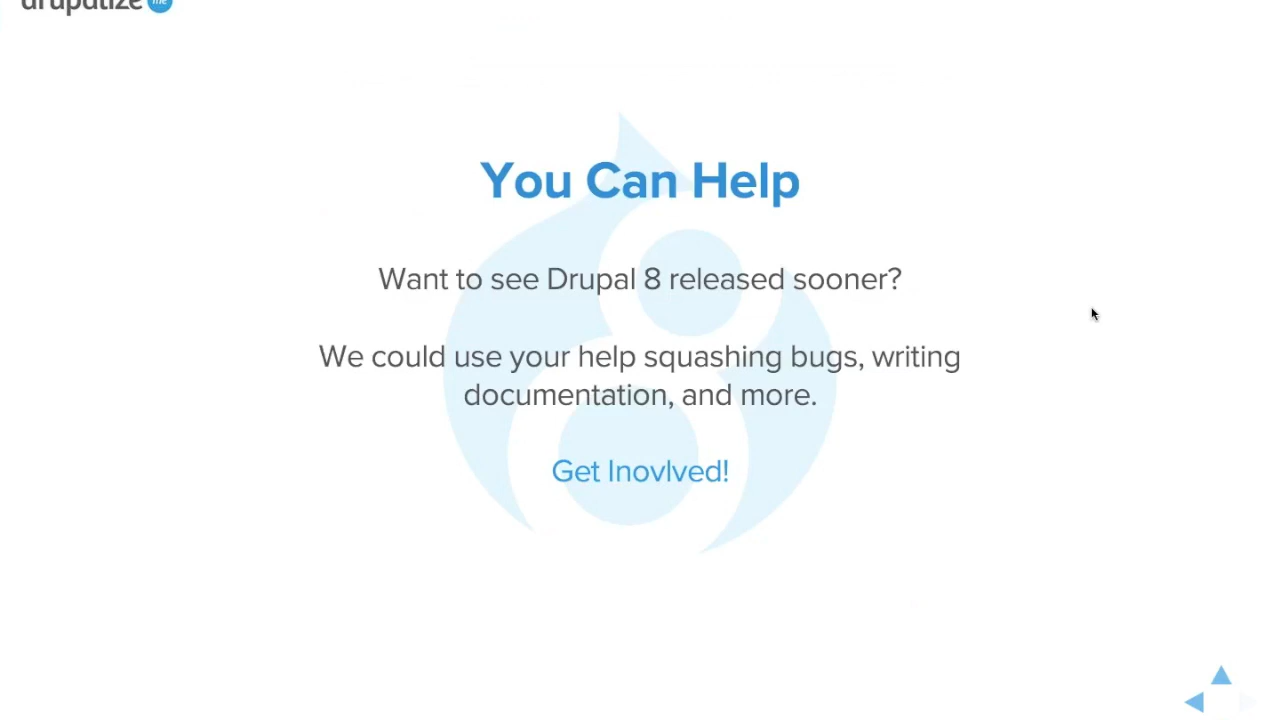 drupalize me
You Can Help
Want to see Drupal 8 released sooner?
We could use your help squashing bugs, writing
documentation, and more.
Get Inovlved!